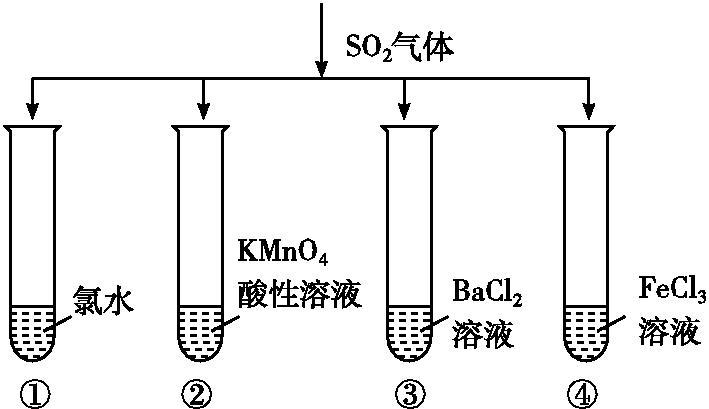 SO₂气体
氯水
KMnO₄
酸性溶液
BaCl₂
溶液
FeCl₃
溶液
① ② ③ ④